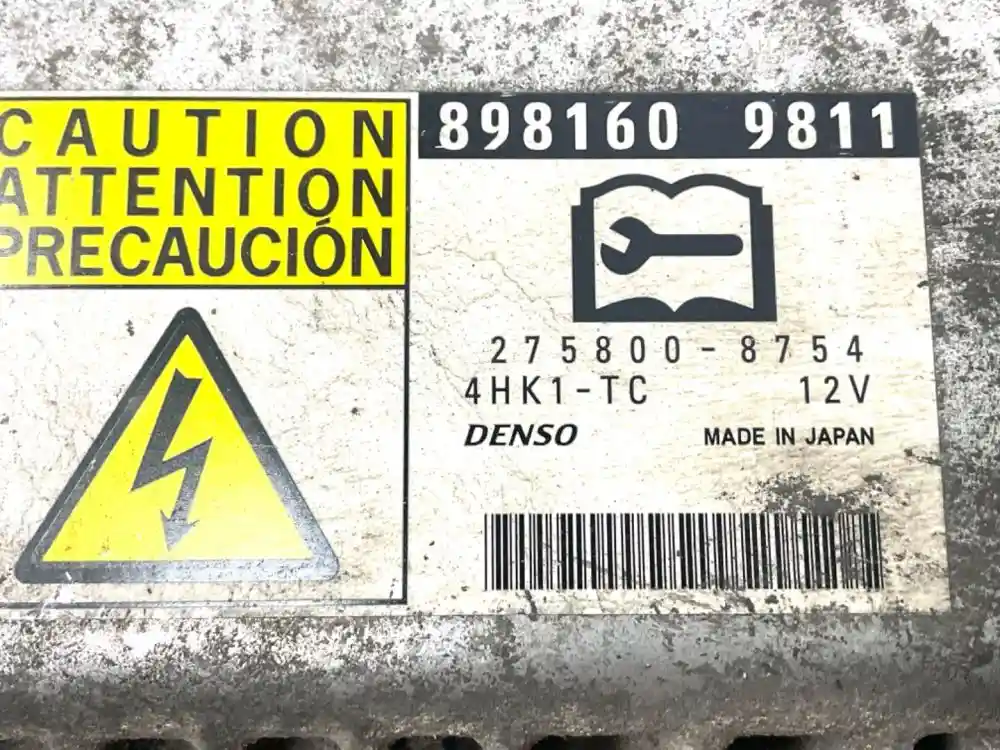 CAUTION
ATTENTION
PRECAUCIÓN
898160 9811
275800-8754
4HK1-TC 12V
DENSO MADE IN JAPAN